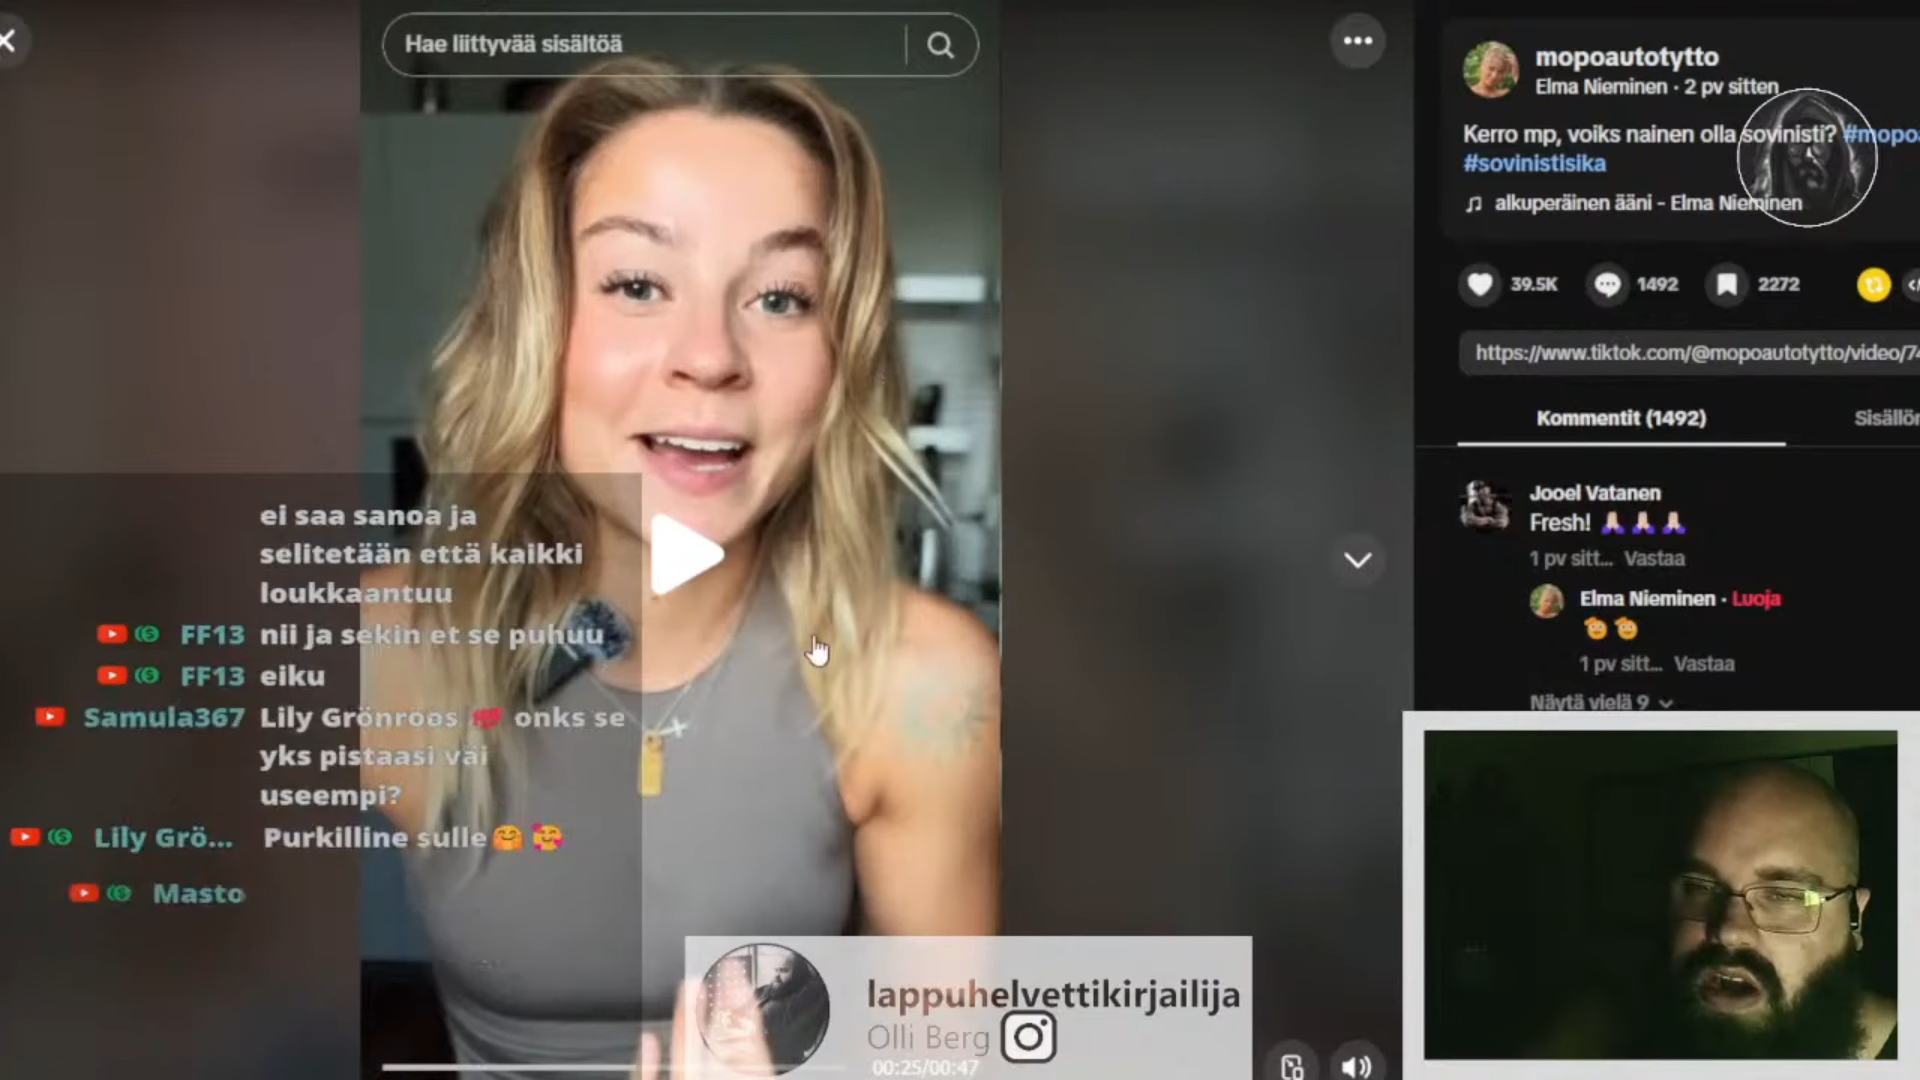 Hae liittyvää sisältöä
mopoautotytto
Elma Nieminen · 2 pv sitten
Kerro mp, voiks nainen olla sovinisti? #mopoa
#sovinistisika
alkuperäinen ääni - Elma Nieminen
39.5K
1492
2272
https://www.tiktok.com/@mopoautotytto/video/74
Kommentit (1492)
Sisällön
Jooel Vatanen
Fresh!
1 pv sitt... Vastaa
Elma Nieminen · Luoja
1 pv sitt... Vastaa
Näytä vielä 9
ei saa sanoa ja
selitetään että kaikki
loukkaantuu
FF13 nii ja sekin et se puhuu
FF13 eiku
Samula367 Lily Grönroos 💯 onks se
yks pistaasi väi
useempi?
Lily Grö... Purkilline sulle
Masto
lappuhelvettikirjailija
Olli Berg
00:25/00:47